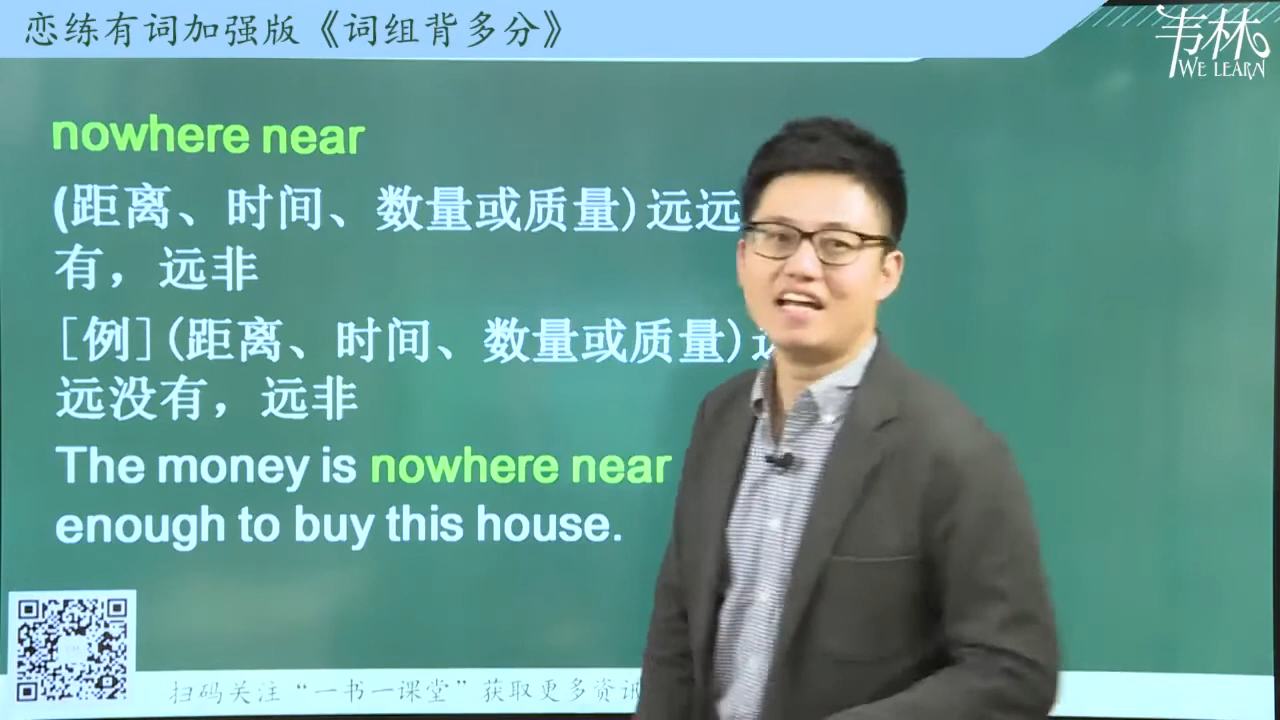 恋练有词加强版《词组背多分》
韦林
WE LEARN
nowhere near
(距离、时间、数量或质量)远远
有，远非
[例](距离、时间、数量或质量)
远没有，远非
The money is nowhere near
enough to buy this house.
扫码关注“一书一课堂”获取更多资讯